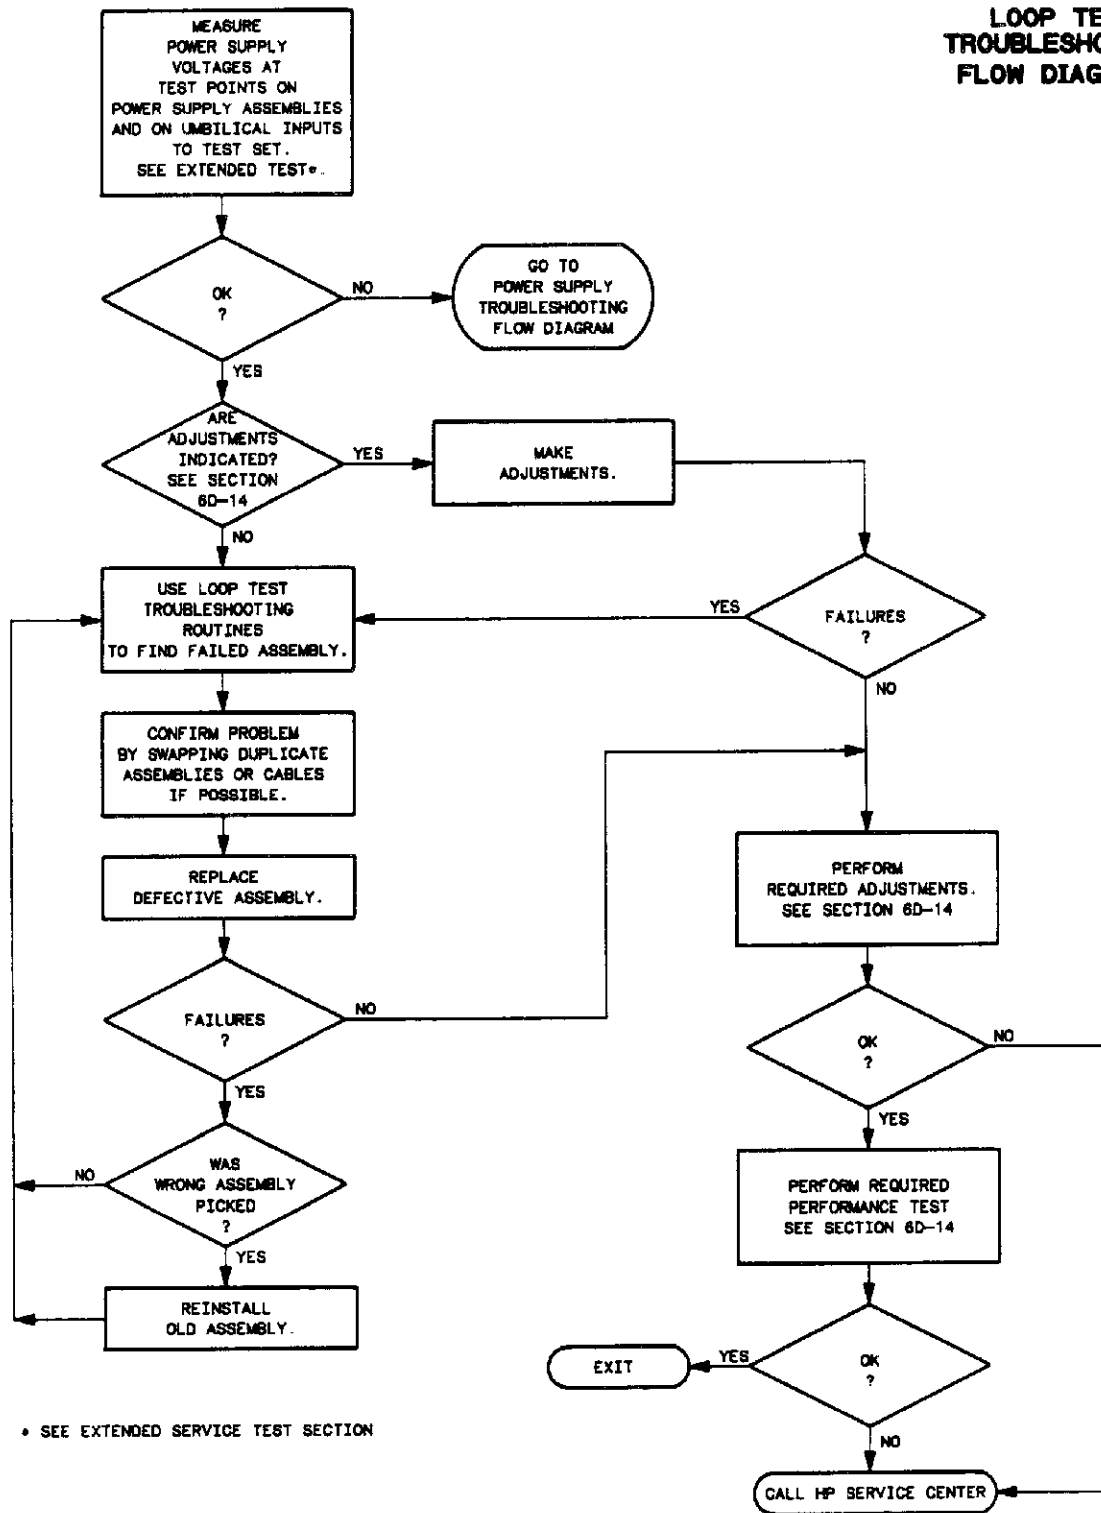 LOOP TE
TROUBLESHO
FLOW DIAG
MEASURE
POWER SUPPLY
VOLTAGES AT
TEST POINTS ON
POWER SUPPLY ASSEMBLIES
AND ON UMBILICAL INPUTS
TO TEST SET.
SEE EXTENDED TEST*.
OK
?
NO
GO TO
POWER SUPPLY
TROUBLESHOOTING
FLOW DIAGRAM
YES
ARE
ADJUSTMENTS
INDICATED?
SEE SECTION
6D-14
YES
MAKE
ADJUSTMENTS.
NO
USE LOOP TEST
TROUBLESHOOTING
ROUTINES
TO FIND FAILED ASSEMBLY.
YES
FAILURES
?
NO
CONFIRM PROBLEM
BY SWAPPING DUPLICATE
ASSEMBLIES OR CABLES
IF POSSIBLE.
REPLACE
DEFECTIVE ASSEMBLY.
PERFORM
REQUIRED ADJUSTMENTS.
SEE SECTION 6D-14
FAILURES
?
NO
YES
OK
?
NO
YES
WAS
WRONG ASSEMBLY
PICKED
?
NO
YES
PERFORM REQUIRED
PERFORMANCE TEST
SEE SECTION 6D-14
REINSTALL
OLD ASSEMBLY.
OK
?
YES
EXIT
NO
CALL HP SERVICE CENTER
* SEE EXTENDED SERVICE TEST SECTION